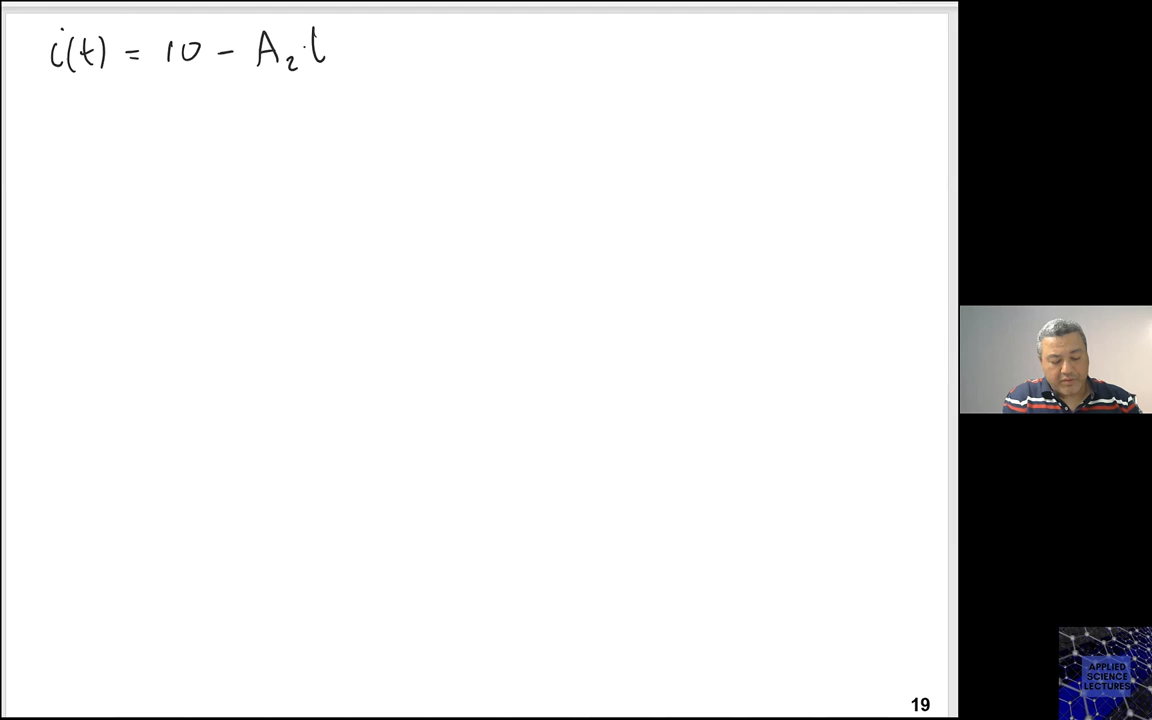 i(t) = 10 - A₂·
19
APPLIED
SCIENCE
LECTURES